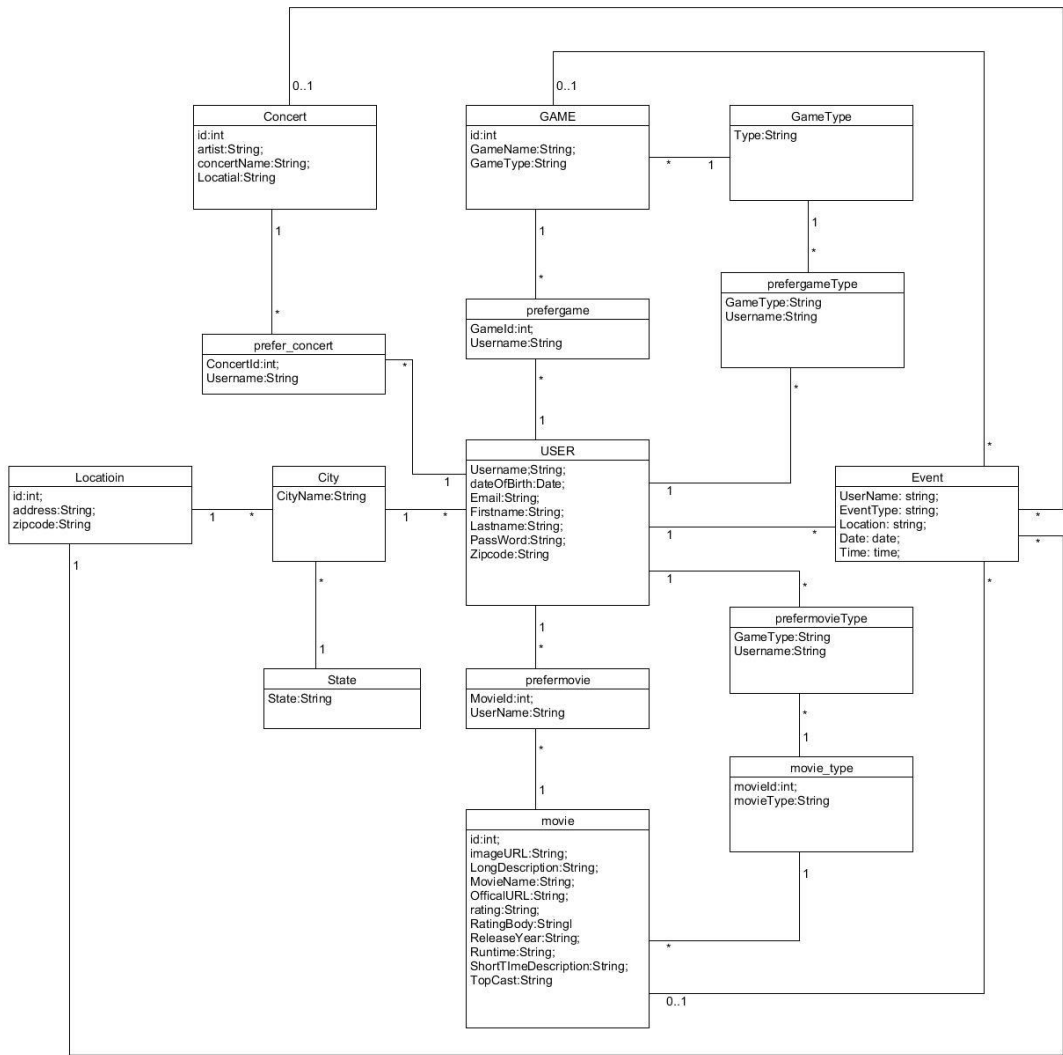 0..1
0..1
Concert
id:int
artist:String;
concertName:String;
Locatial:String
GAME
id:int
GameName:String;
GameType:String
GameType
Type:String
*
1
1
1
1
*
*
*
prefer_concert
ConcertId:int;
Username:String
prefergame
GameId:int;
Username:String
prefergameType
GameType:String
Username:String
*
*
*
1
*
Locatioin
id:int;
address:String;
zipcode:String
City
CityName:String
USER
Username;String;
dateOfBirth:Date;
Email:String;
Firstname:String;
Lastname:String;
PassWord:String;
Zipcode:String
Event
UserName: string;
EventType: string;
Location: string;
Date: date;
Time: time;
1
1
1
*
1
*
1
*
*
*
1
*
1
*
*
1
State
State:String
1
*
prefermovie
MovieId:int;
UserName:String
prefermovieType
GameType:String
Username:String
*
1
*
1
movie_type
movieId:int;
movieType:String
movie
id:int;
imageURL:String;
LongDescription:String;
MovieName:String;
OfficalURL:String;
rating:String;
RatingBody:Stringl
ReleaseYear:String;
Runtime:String;
ShortTImeDescription:String;
TopCast:String
1
*
0..1